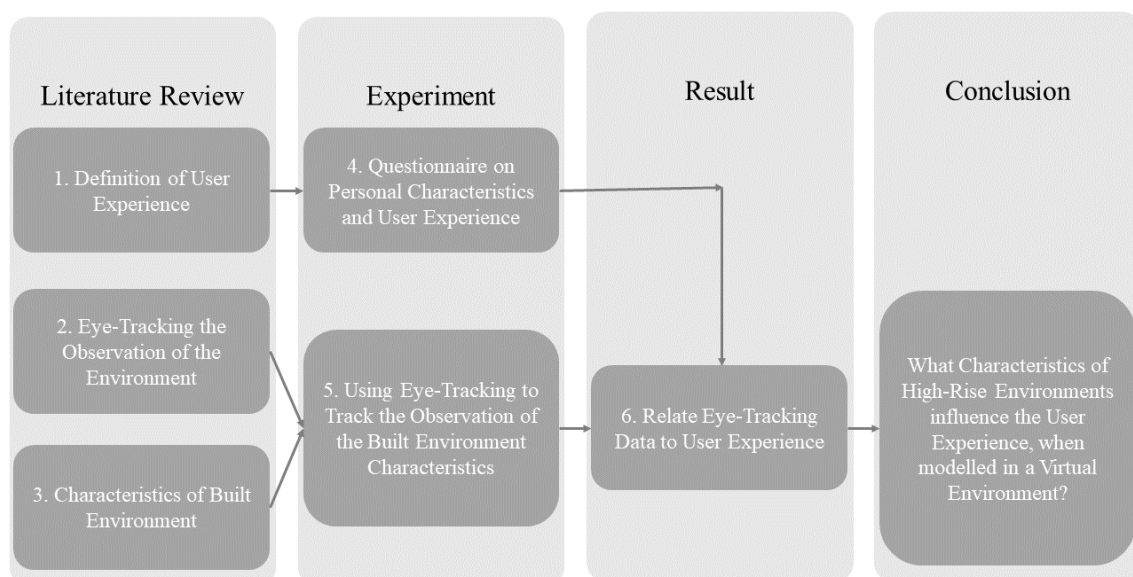 Literature Review
1. Definition of User
Experience
2. Eye-Tracking the
Observation of the
Environment
3. Characteristics of Built
Environment
Experiment
4. Questionnaire on
Personal Characteristics
and User Experience
5. Using Eye-Tracking to
Track the Observation of
the Built Environment
Characteristics
Result
6. Relate Eye-Tracking
Data to User Experience
Conclusion
What Characteristics of
High-Rise Environments
influence the User
Experience, when
modelled in a Virtual
Environment?